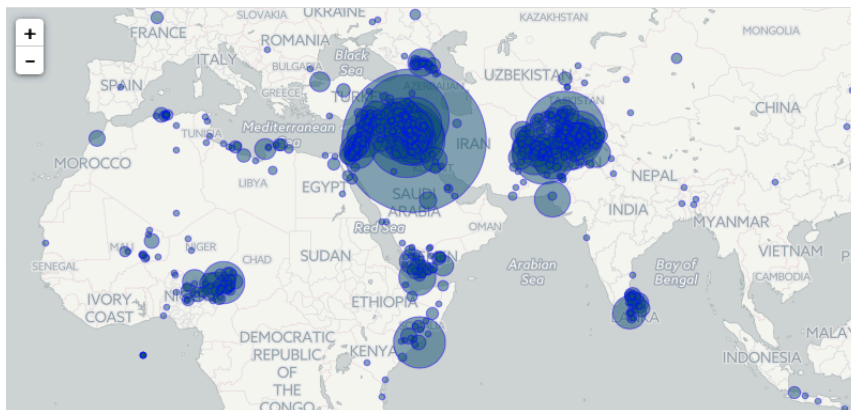 +
−
SLOVAKIA
UKRAINE
KAZAKHSTAN
FRANCE
MONGOLIA
ROMANIA
ITALY
Black
Sea
BULGARIA
UZBEKISTAN
SPAIN
AZERBAIJAN
GREECE
CHINA
Mediterranean
TUNISIA
IRAN
MOROCCO
EGYPT
NEPAL
LIBYA
SAUDI
ARABIA
INDIA
OMAN
MYANMAR
Red Sea
MALI
NIGER
SUDAN
CHAD
VIETNAM
SENEGAL
Arabian
Sea
Bay of
Bengal
CAMBODIA
IVORY
COAST
ETHIOPIA
DEMOCRATIC
REPUBLIC
OF
THE
CONGO
KENYA
INDONESIA